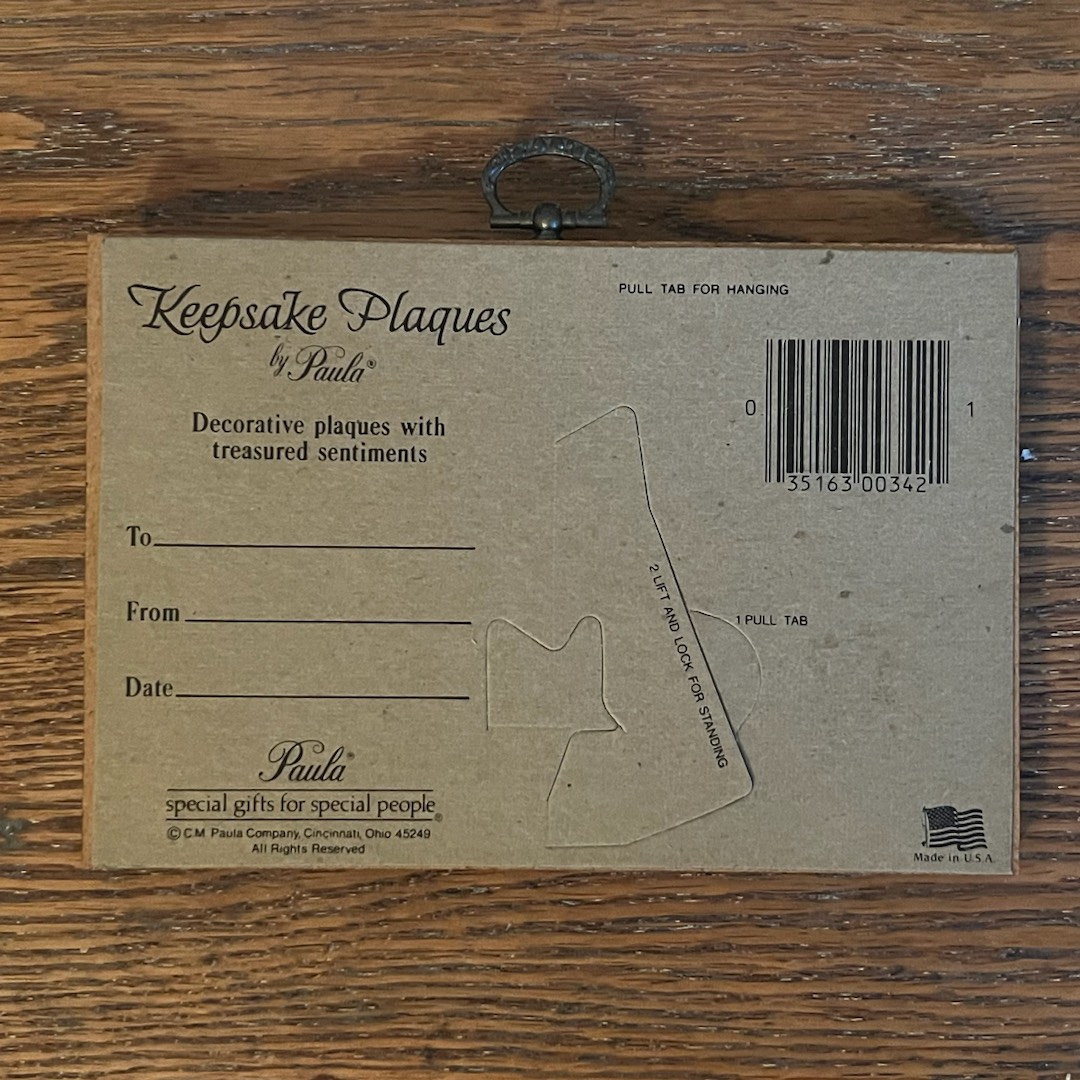 Keepsake Plaques
by Paula®
Decorative plaques with
treasured sentiments
To
From
Date
Paula®
special gifts for special people®
© C.M. Paula Company, Cincinnati, Ohio 45249
All Rights Reserved
PULL TAB FOR HANGING
0 35163 00342 1
1 PULL TAB
2 LIFT AND LOCK FOR STANDING
Made in U.S.A.